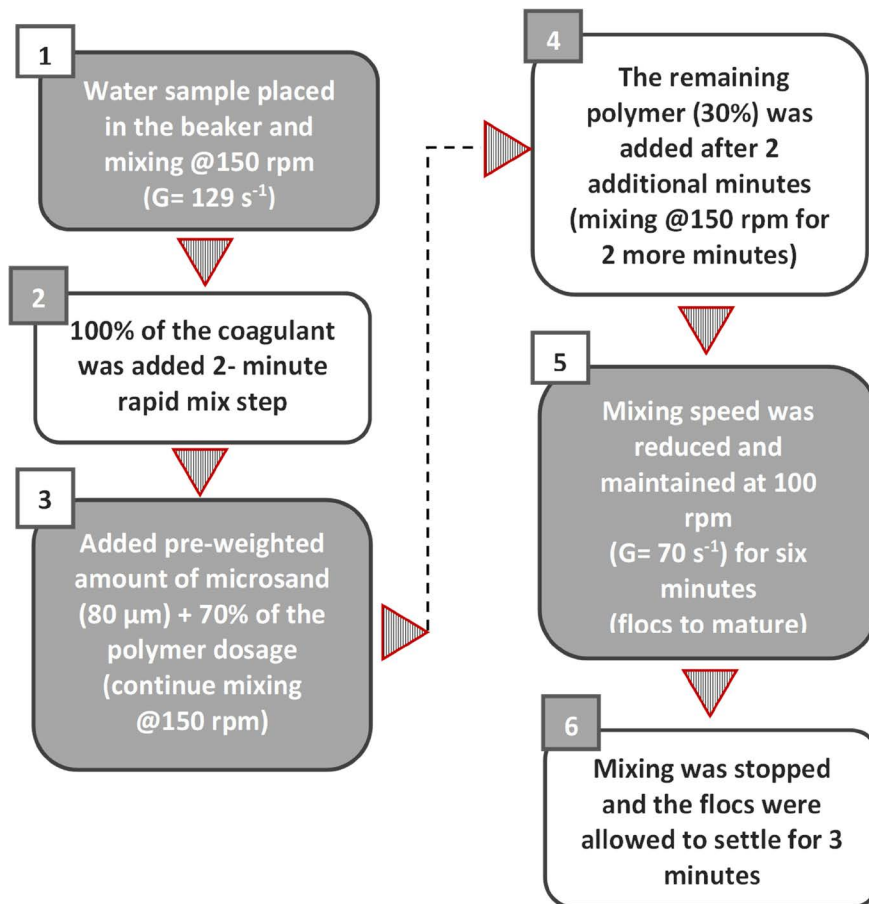 1
Water sample placed
in the beaker and
mixing @150 rpm
(G= 129 s⁻¹)
2
100% of the coagulant
was added 2- minute
rapid mix step
3
Added pre-weighted
amount of microsand
(80 µm) + 70% of the
polymer dosage
(continue mixing
@150 rpm)
4
The remaining
polymer (30%) was
added after 2
additional minutes
(mixing @150 rpm for
2 more minutes)
5
Mixing speed was
reduced and
maintained at 100
rpm
(G= 70 s⁻¹) for six
minutes
(flocs to mature)
6
Mixing was stopped
and the flocs were
allowed to settle for 3
minutes